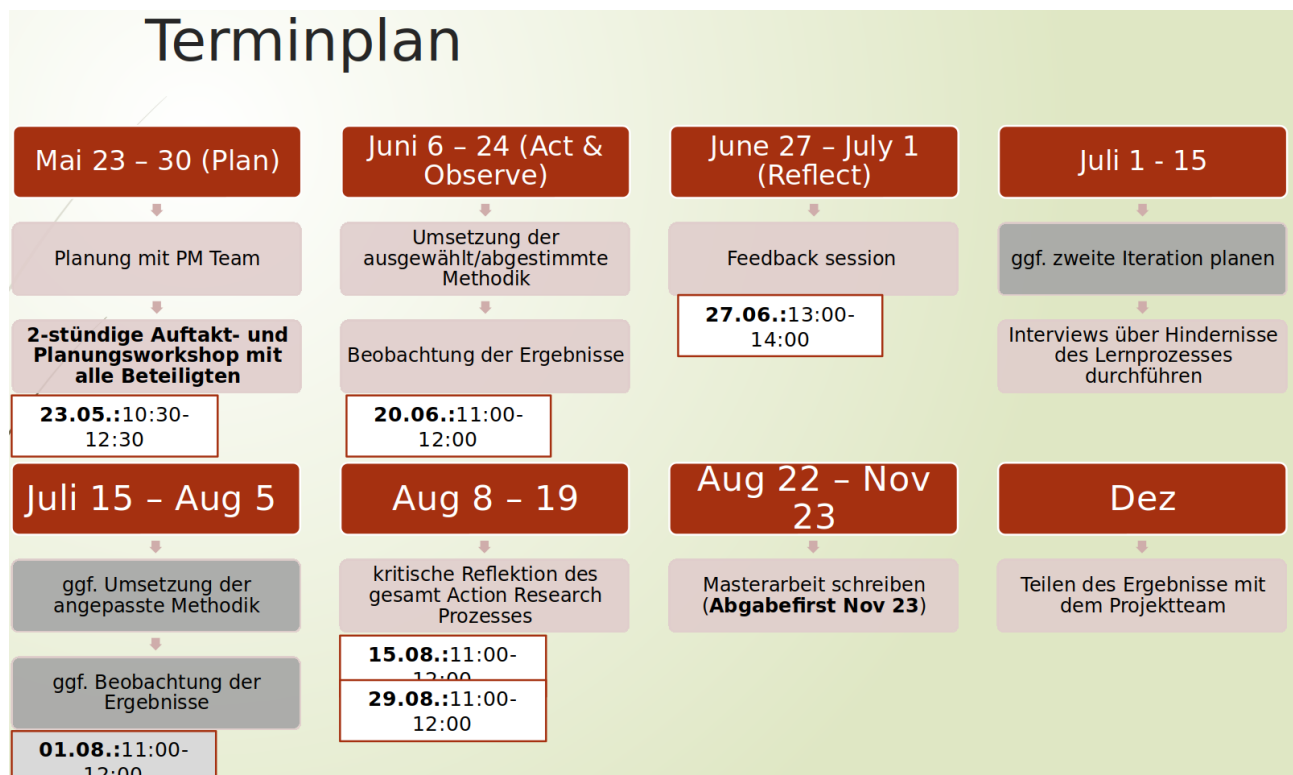 Terminplan
Mai 23 – 30 (Plan)
Planung mit PM Team
2-stündige Auftakt- und
Planungsworkshop mit
alle Beteiligten
23.05.:10:30-
12:30
Juni 6 – 24 (Act &
Observe)
Umsetzung der
ausgewählt/abgestimmte
Methodik
Beobachtung der Ergebnisse
20.06.:11:00-
12:00
June 27 – July 1
(Reflect)
Feedback session
27.06.:13:00-
14:00
Juli 1 - 15
ggf. zweite Iteration planen
Interviews über Hindernisse
des Lernprozesses
durchführen
Juli 15 – Aug 5
ggf. Umsetzung der
angepasste Methodik
ggf. Beobachtung der
Ergebnisse
01.08.:11:00-
12:00
Aug 8 – 19
kritische Reflektion des
gesamt Action Research
Prozesses
15.08.:11:00-
12:00
29.08.:11:00-
12:00
Aug 22 – Nov
23
Masterarbeit schreiben
(Abgabefirst Nov 23)
Dez
Teilen des Ergebnisse mit
dem Projektteam